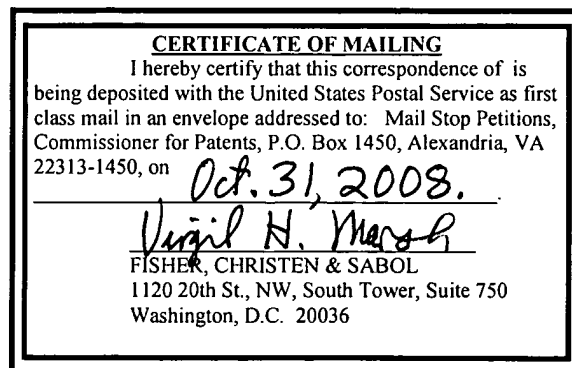 CERTIFICATE OF MAILING
I hereby certify that this correspondence of is
being deposited with the United States Postal Service as first
class mail in an envelope addressed to: Mail Stop Petitions,
Commissioner for Patents, P.O. Box 1450, Alexandria, VA
22313-1450, on Oct. 31, 2008.
Virgil H. Marsh
FISHER, CHRISTEN & SABOL
1120 20th St., NW, South Tower, Suite 750
Washington, D.C. 20036